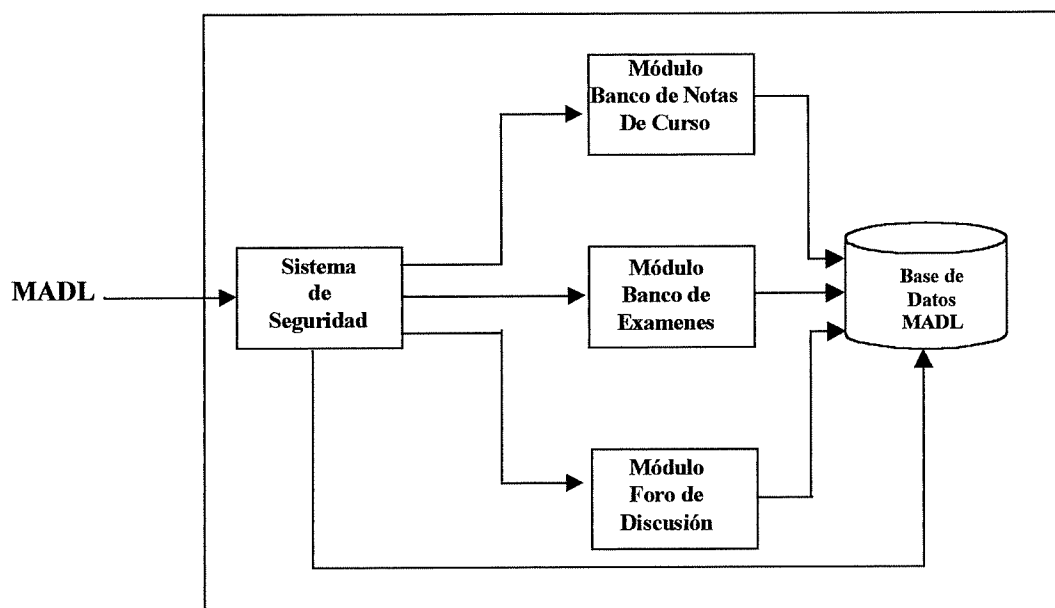 Módulo
Banco de Notas
De Curso
MADL
Sistema
de
Seguridad
Módulo
Banco de
Examenes
Base de
Datos
MADL
Módulo
Foro de
Discusión